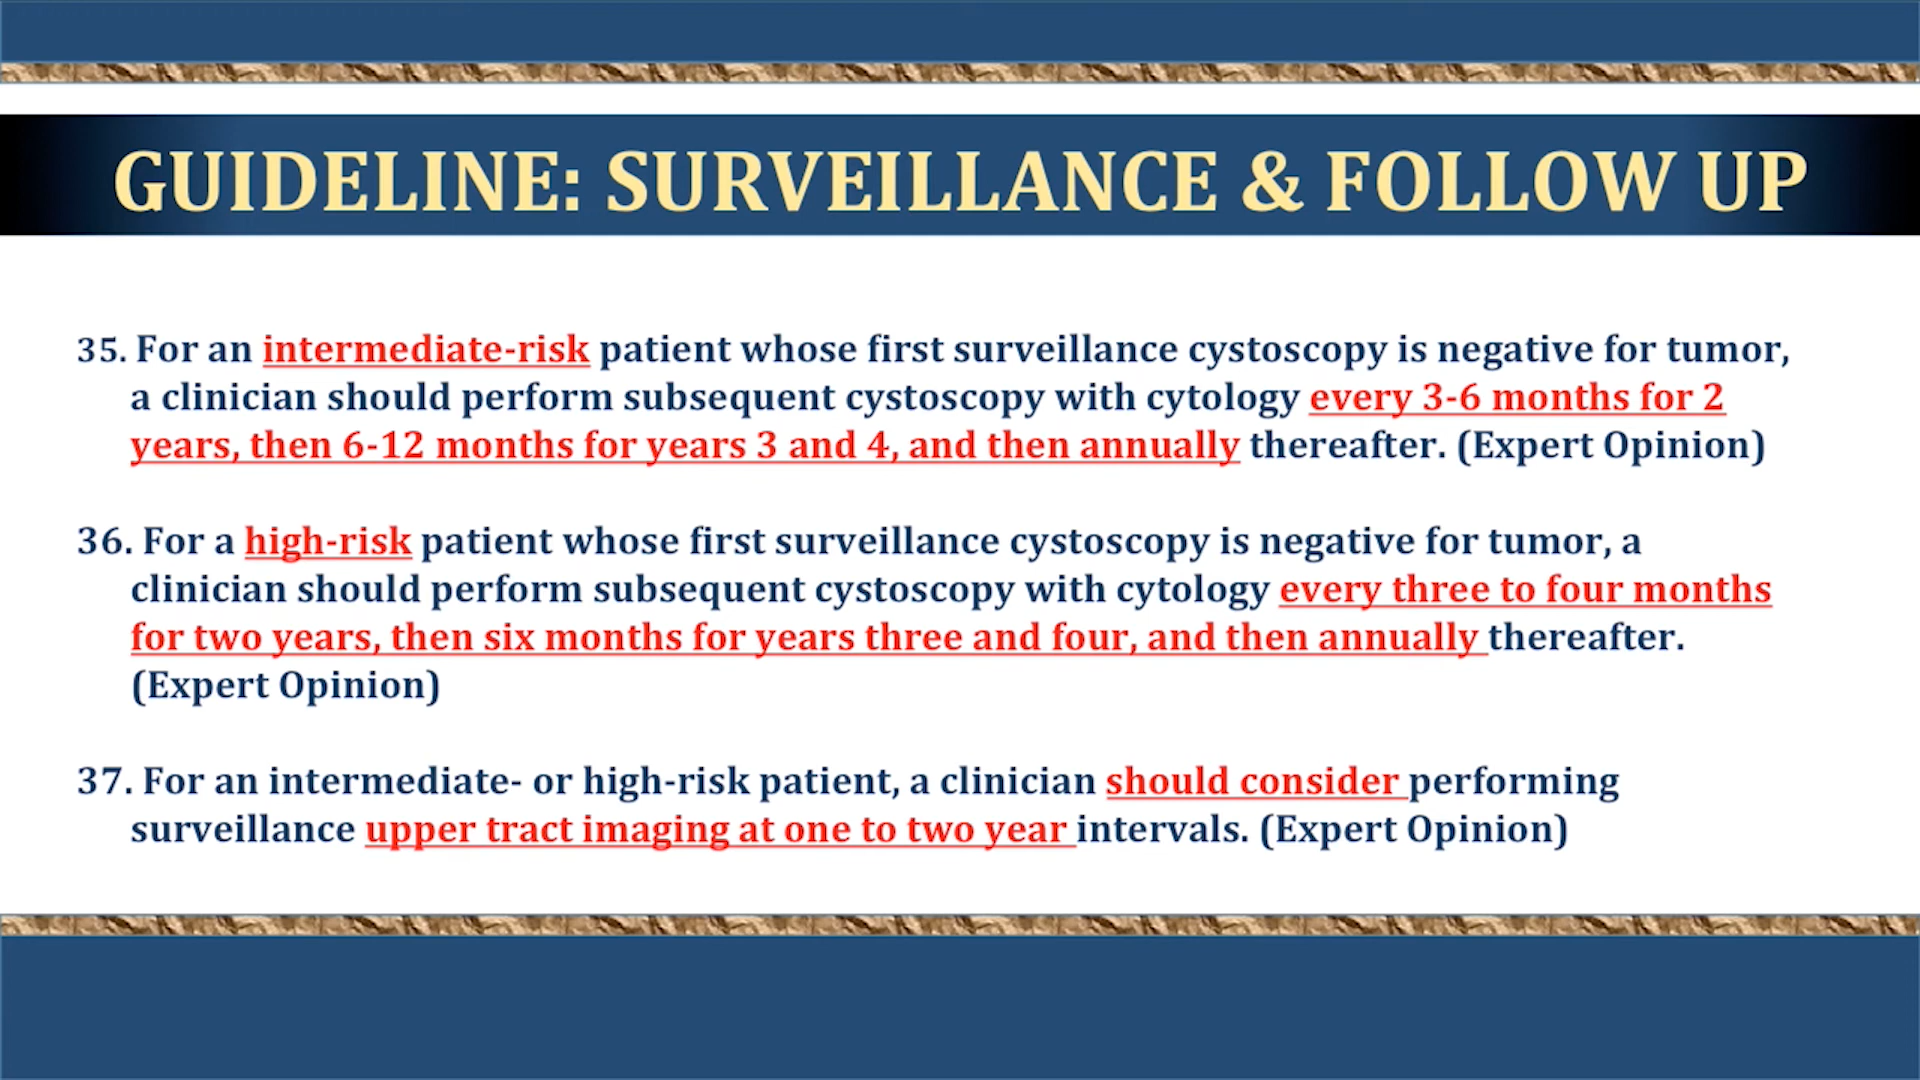 GUIDELINE: SURVEILLANCE & FOLLOW UP
35. For an intermediate-risk patient whose first surveillance cystoscopy is negative for tumor,
a clinician should perform subsequent cystoscopy with cytology every 3-6 months for 2
years, then 6-12 months for years 3 and 4, and then annually thereafter. (Expert Opinion)
36. For a high-risk patient whose first surveillance cystoscopy is negative for tumor, a
clinician should perform subsequent cystoscopy with cytology every three to four months
for two years, then six months for years three and four, and then annually thereafter.
(Expert Opinion)
37. For an intermediate- or high-risk patient, a clinician should consider performing
surveillance upper tract imaging at one to two year intervals. (Expert Opinion)